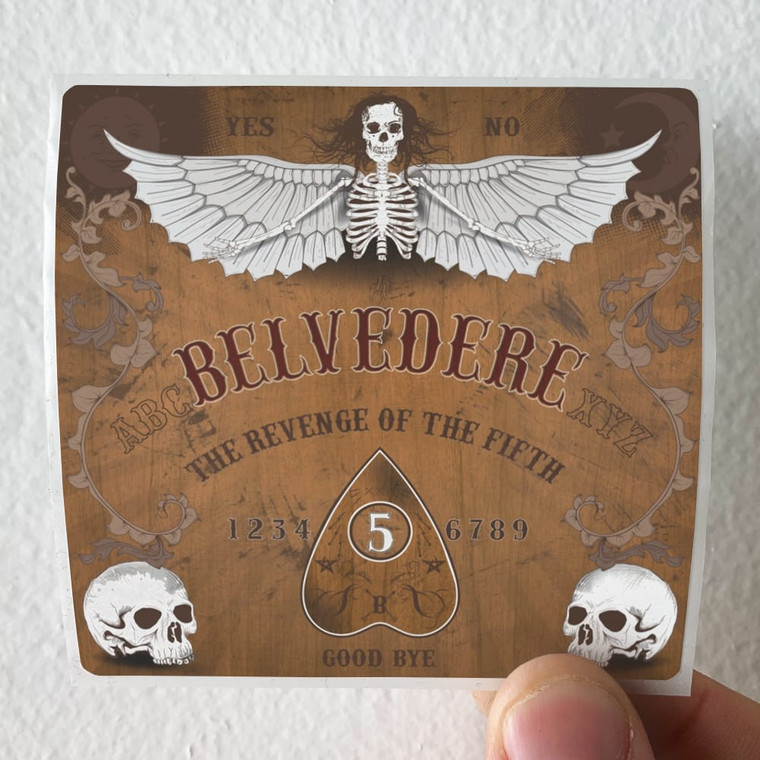 YES NO
ABC BELVEDERE XYZ
THE REVENGE OF THE FIFTH
1234 5 6789
B
GOOD BYE